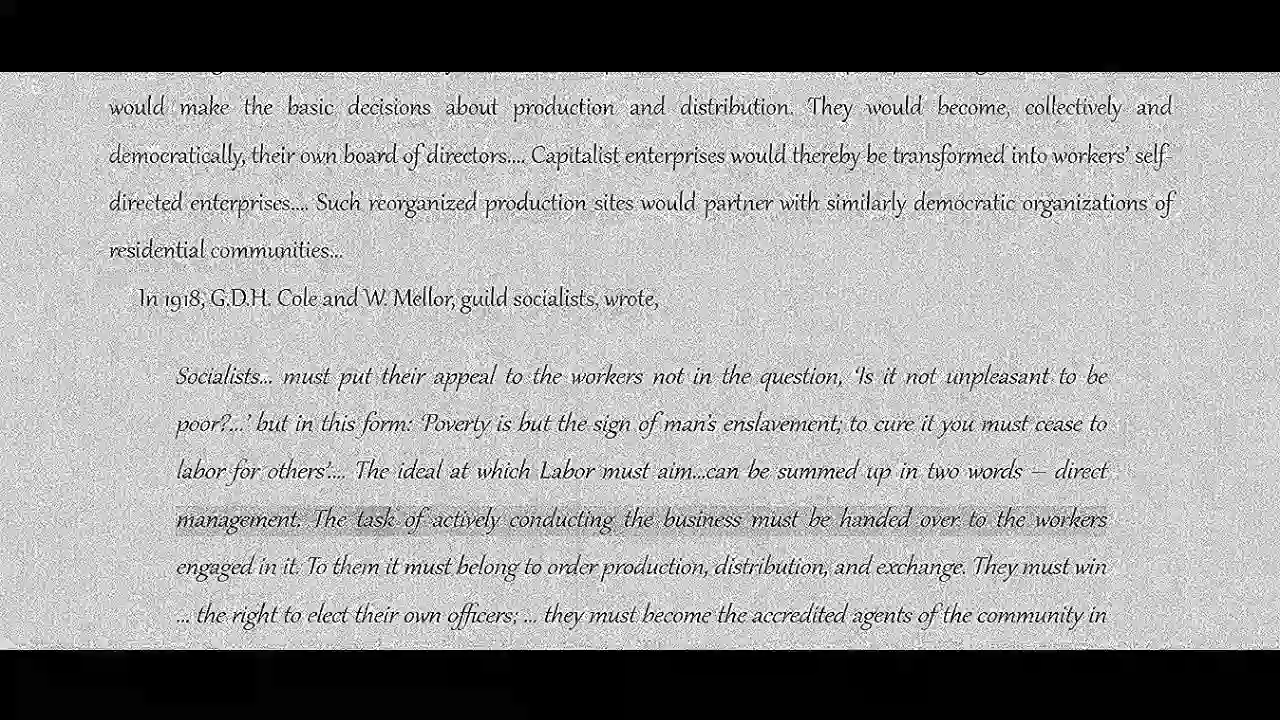 would make the basic decisions about production and distribution. They would become, collectively and
democratically, their own board of directors.... Capitalist enterprises would thereby be transformed into workers' self-
directed enterprises.... Such reorganized production sites would partner with similarly democratic organizations of
residential communities...
In 1918, G.D.H. Cole and W. Mellor, guild socialists, wrote,
Socialists... must put their appeal to the workers not in the question, 'Is it not unpleasant to be
poor?...' but in this form: 'Poverty is but the sign of man's enslavement; to cure it you must cease to
labor for others'.... The ideal at which Labor must aim...can be summed up in two words – direct
management. The task of actively conducting the business must be handed over to the workers
engaged in it. To them it must belong to order production, distribution, and exchange. They must win
... the right to elect their own officers; ... they must become the accredited agents of the community in